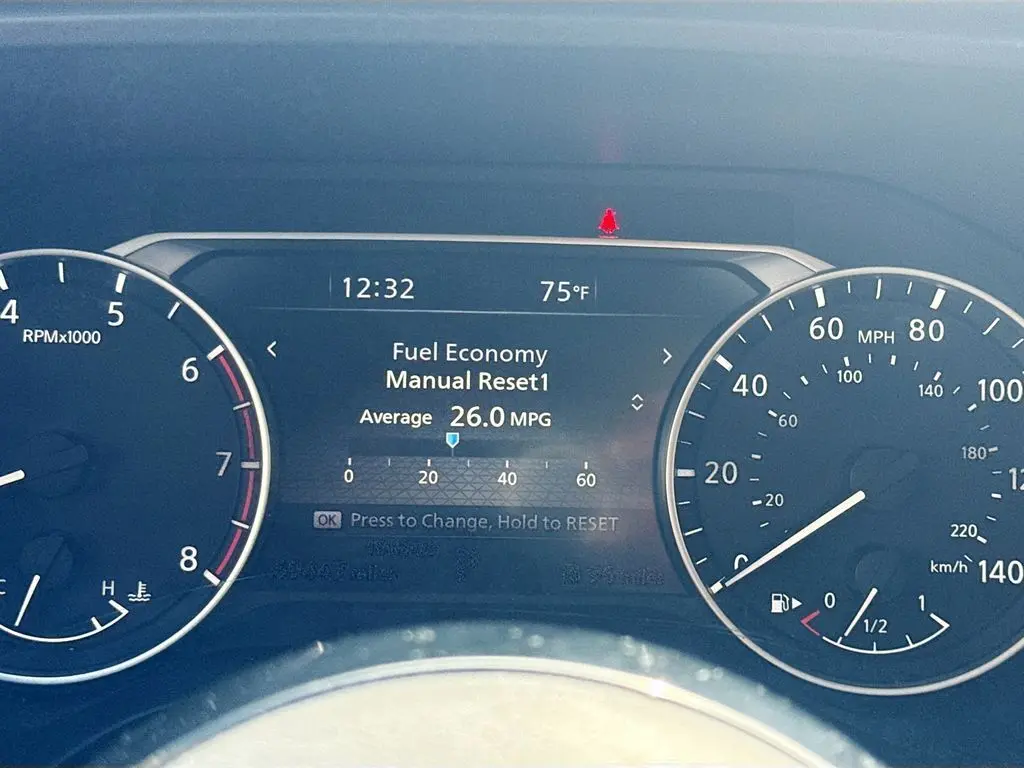 12:32 75°F
Fuel Economy
Manual Reset1
Average 26.0 MPG
0 20 40 60
OK Press to Change, Hold to RESET
4 5 6 7 8
RPMx1000
C H
0 20 40 60 80 100 140
MPH
20 60 100 140 180 220
km/h
0 1/2 1